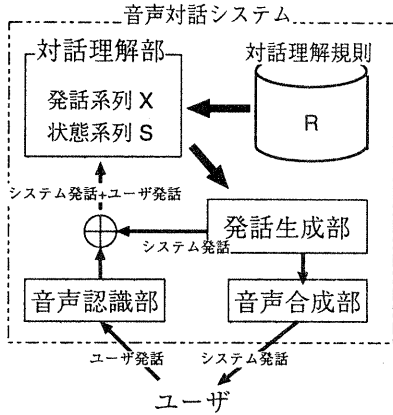 音声対話システム
対話理解部
対話理解規則
発話系列 X
状態系列 S
R
システム発話+ユーザ発話
発話生成部
システム発話
音声認識部
音声合成部
ユーザ発話
システム発話
ユーザ